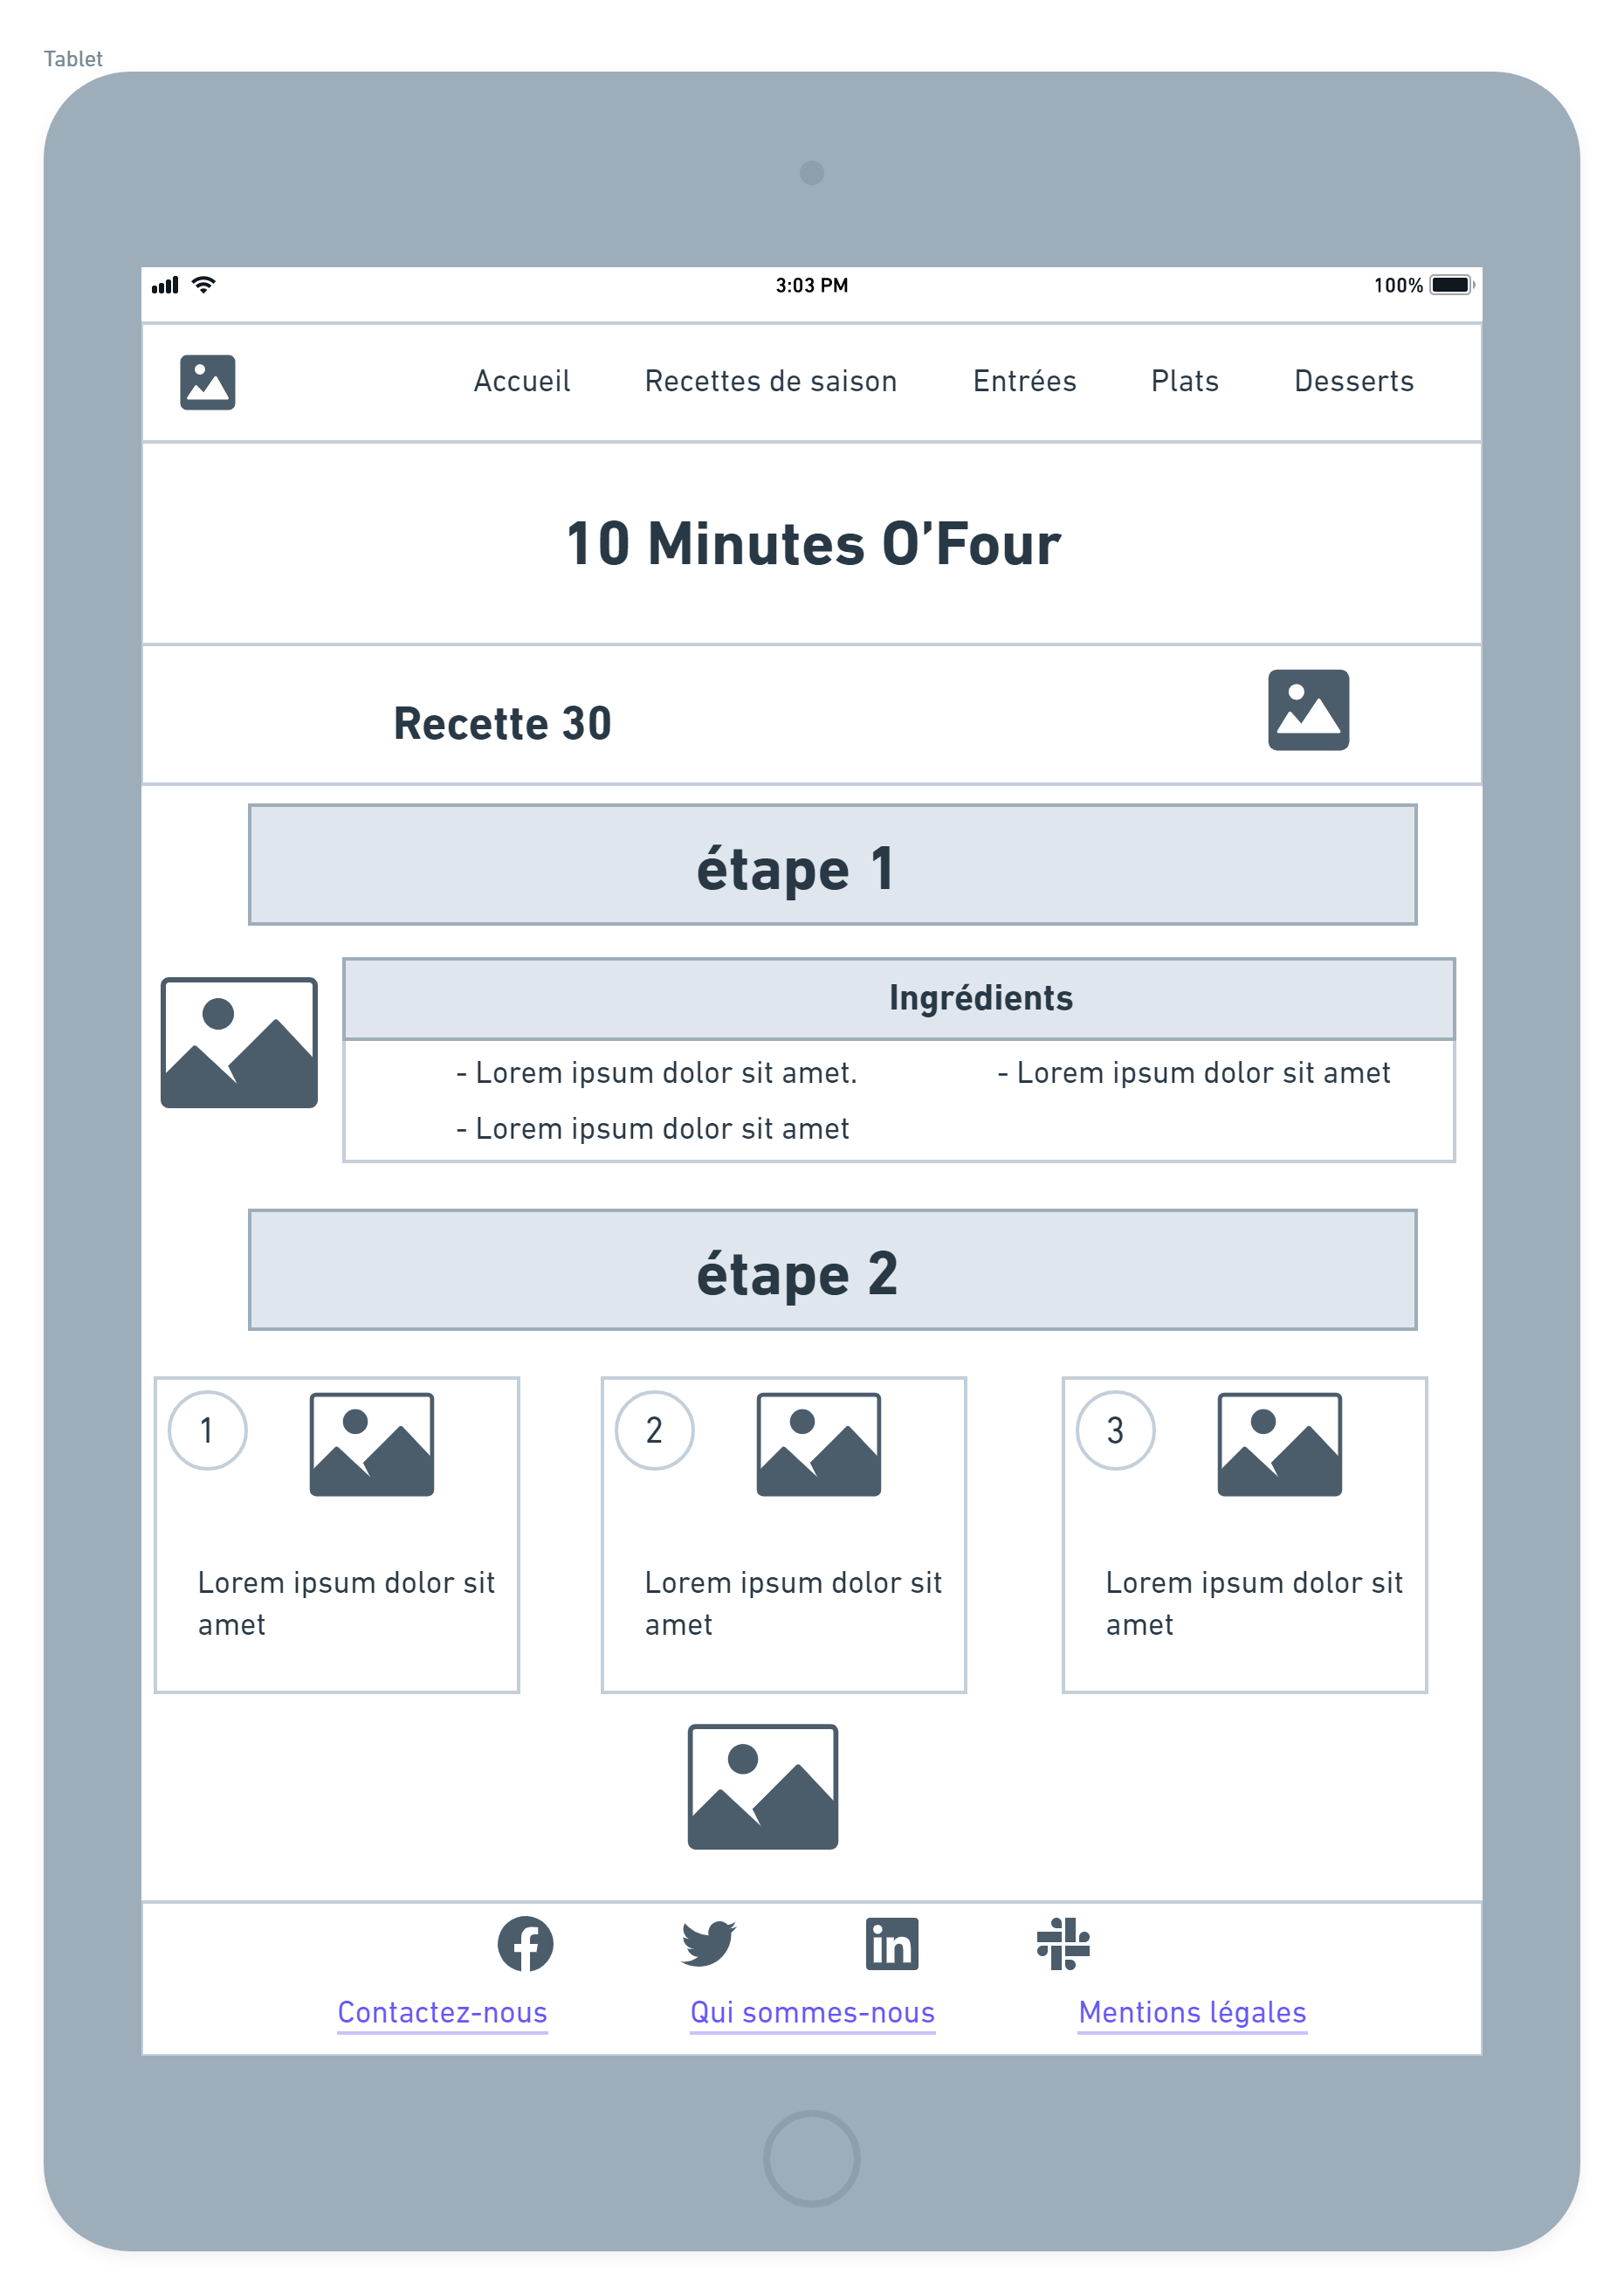 Tablet
3:03 PM
100%
Accueil Recettes de saison Entrées Plats Desserts
10 Minutes O’Four
Recette 30
étape 1
Ingrédients
- Lorem ipsum dolor sit amet. - Lorem ipsum dolor sit amet
- Lorem ipsum dolor sit amet
étape 2
1
Lorem ipsum dolor sit
amet
2
Lorem ipsum dolor sit
amet
3
Lorem ipsum dolor sit
amet
in
Contactez-nous Qui sommes-nous Mentions légales